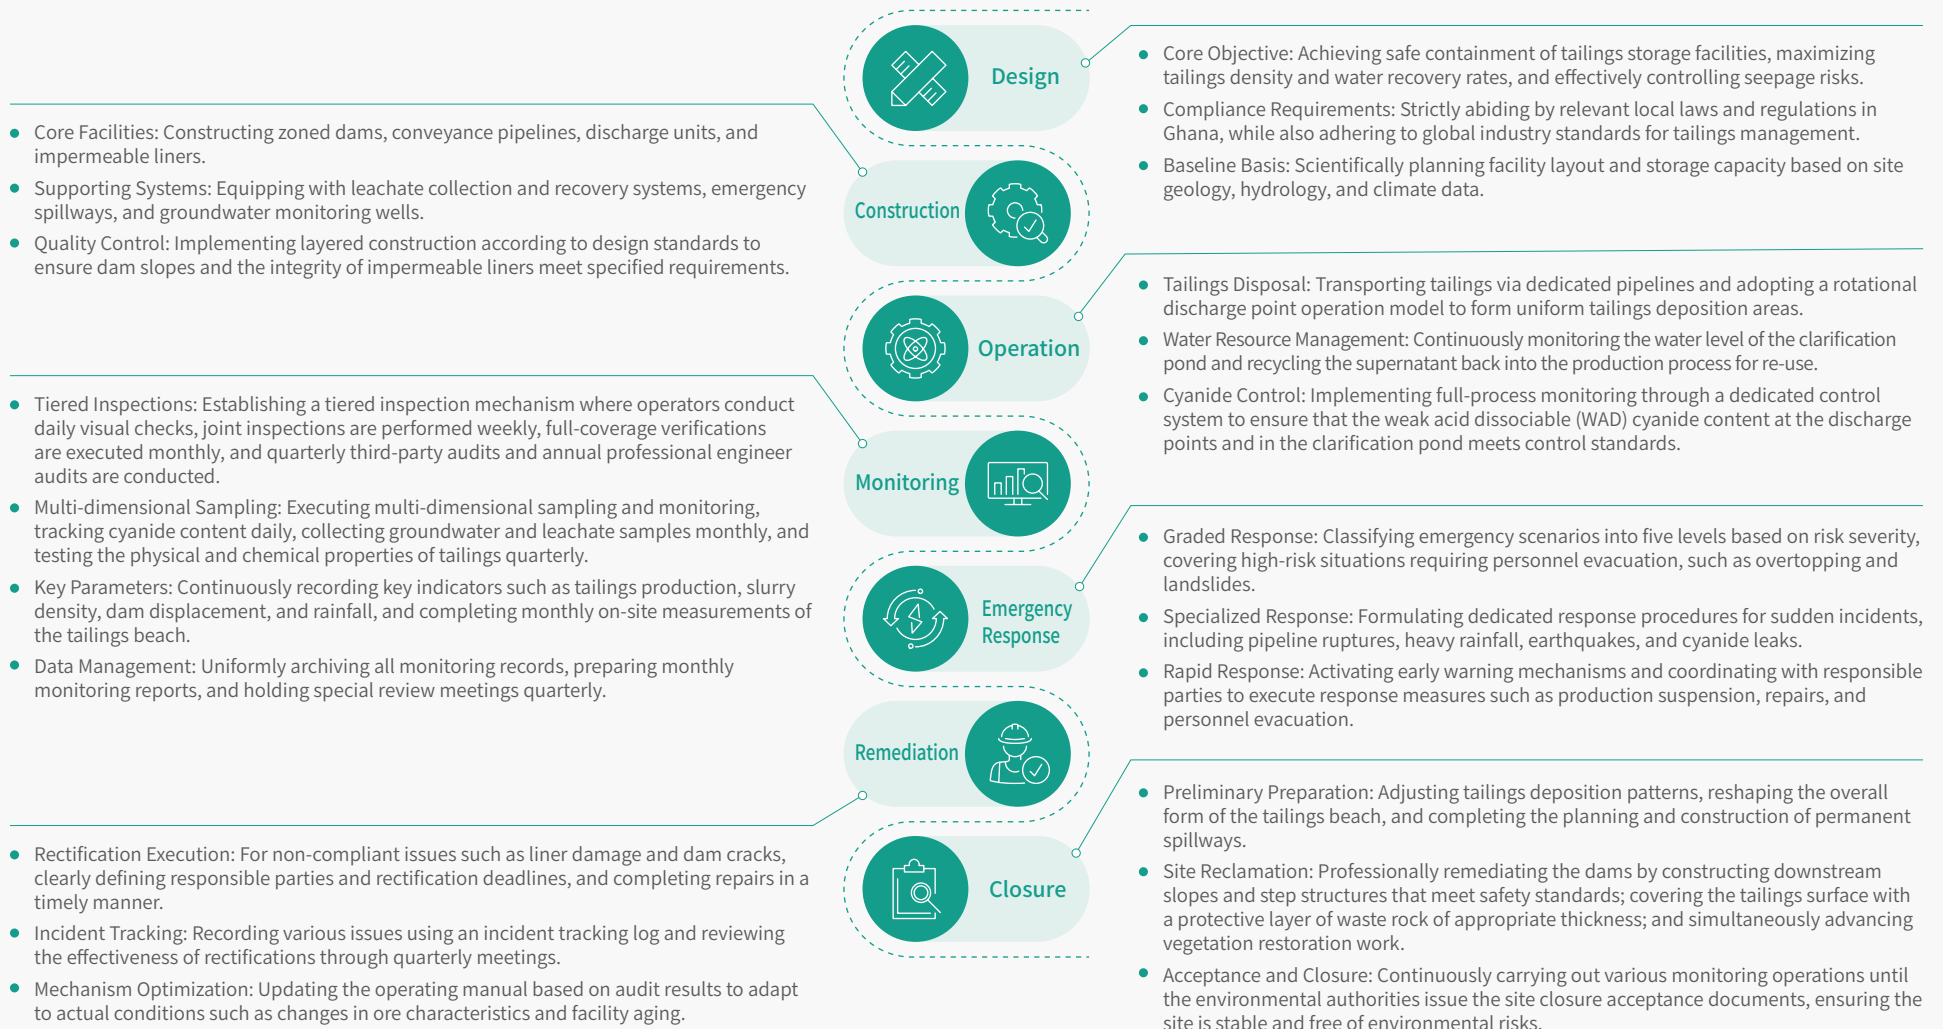 Design
Core Objective: Achieving safe containment of tailings storage facilities, maximizing
tailings density and water recovery rates, and effectively controlling seepage risks.
Compliance Requirements: Strictly abiding by relevant local laws and regulations in
Ghana, while also adhering to global industry standards for tailings management.
Baseline Basis: Scientifically planning facility layout and storage capacity based on site
geology, hydrology, and climate data.
Construction
Core Facilities: Constructing zoned dams, conveyance pipelines, discharge units, and
impermeable liners.
Supporting Systems: Equipping with leachate collection and recovery systems, emergency
spillways, and groundwater monitoring wells.
Quality Control: Implementing layered construction according to design standards to
ensure dam slopes and the integrity of impermeable liners meet specified requirements.
Operation
Tailings Disposal: Transporting tailings via dedicated pipelines and adopting a rotational
discharge point operation model to form uniform tailings deposition areas.
Water Resource Management: Continuously monitoring the water level of the clarification
pond and recycling the supernatant back into the production process for re-use.
Cyanide Control: Implementing full-process monitoring through a dedicated control
system to ensure that the weak acid dissociable (WAD) cyanide content at the discharge
points and in the clarification pond meets control standards.
Monitoring
Tiered Inspections: Establishing a tiered inspection mechanism where operators conduct
daily visual checks, joint inspections are performed weekly, full-coverage verifications
are executed monthly, and quarterly third-party audits and annual professional engineer
audits are conducted.
Multi-dimensional Sampling: Executing multi-dimensional sampling and monitoring,
tracking cyanide content daily, collecting groundwater and leachate samples monthly, and
testing the physical and chemical properties of tailings quarterly.
Key Parameters: Continuously recording key indicators such as tailings production, slurry
density, dam displacement, and rainfall, and completing monthly on-site measurements of
the tailings beach.
Data Management: Uniformly archiving all monitoring records, preparing monthly
monitoring reports, and holding special review meetings quarterly.
Emergency
Response
Graded Response: Classifying emergency scenarios into five levels based on risk severity,
covering high-risk situations requiring personnel evacuation, such as overtopping and
landslides.
Specialized Response: Formulating dedicated response procedures for sudden incidents,
including pipeline ruptures, heavy rainfall, earthquakes, and cyanide leaks.
Rapid Response: Activating early warning mechanisms and coordinating with responsible
parties to execute response measures such as production suspension, repairs, and
personnel evacuation.
Remediation
Rectification Execution: For non-compliant issues such as liner damage and dam cracks,
clearly defining responsible parties and rectification deadlines, and completing repairs in a
timely manner.
Incident Tracking: Recording various issues using an incident tracking log and reviewing
the effectiveness of rectifications through quarterly meetings.
Mechanism Optimization: Updating the operating manual based on audit results to adapt
to actual conditions such as changes in ore characteristics and facility aging.
Closure
Preliminary Preparation: Adjusting tailings deposition patterns, reshaping the overall
form of the tailings beach, and completing the planning and construction of permanent
spillways.
Site Reclamation: Professionally remediating the dams by constructing downstream
slopes and step structures that meet safety standards; covering the tailings surface with
a protective layer of waste rock of appropriate thickness; and simultaneously advancing
vegetation restoration work.
Acceptance and Closure: Continuously carrying out various monitoring operations until
the environmental authorities issue the site closure acceptance documents, ensuring the
site is stable and free of environmental risks.